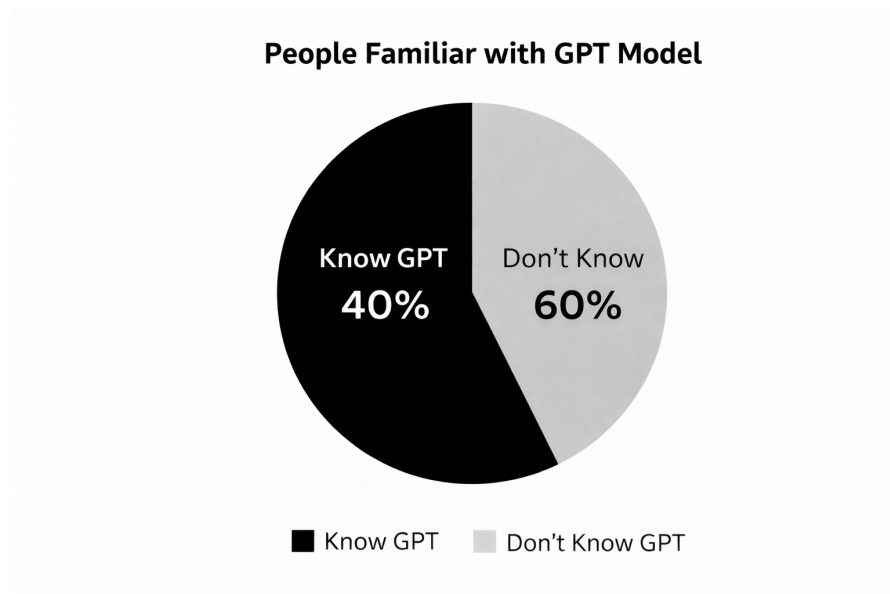 People Familiar with GPT Model
Know GPT
40%
Don't Know
60%
Know GPT
Don't Know GPT